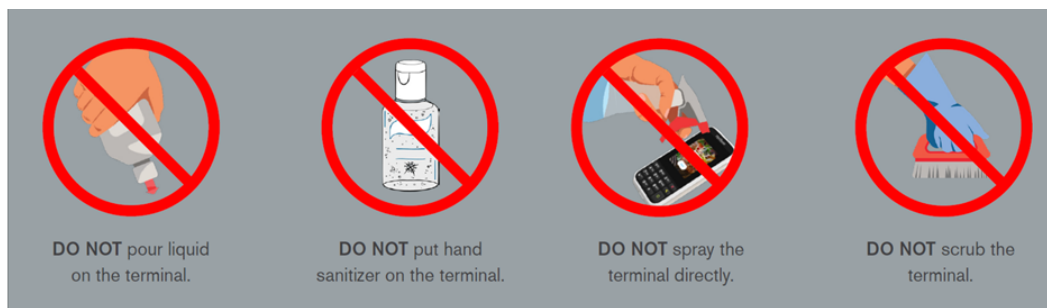 DO NOT pour liquid
on the terminal.
DO NOT put hand
sanitizer on the terminal.
DO NOT spray the
terminal directly.
DO NOT scrub the
terminal.